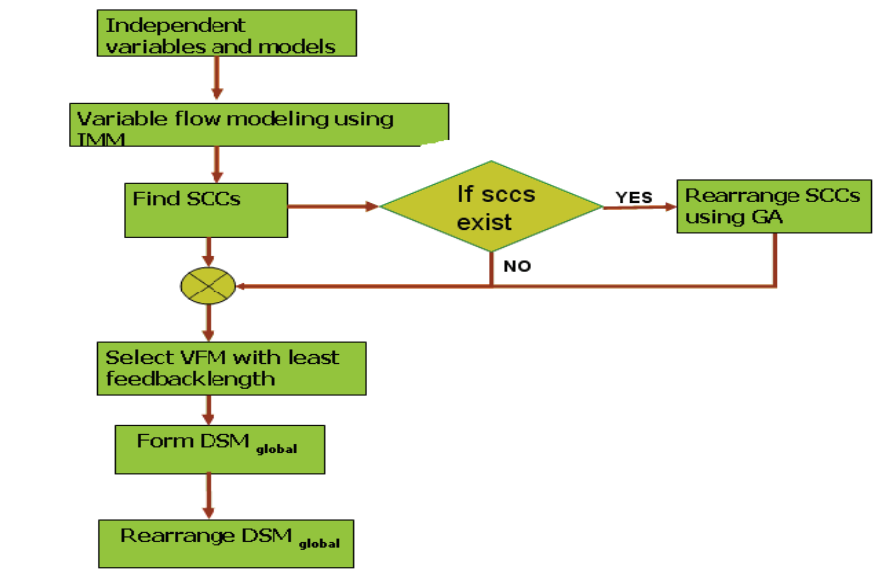 Independent
variables and models
Variable flow modeling using
IMM
Find SCCs
If sccs
exist
YES
Rearrange SCCs
using GA
NO
Select VFM with least
feedbacklength
Form DSM global
Rearrange DSM global